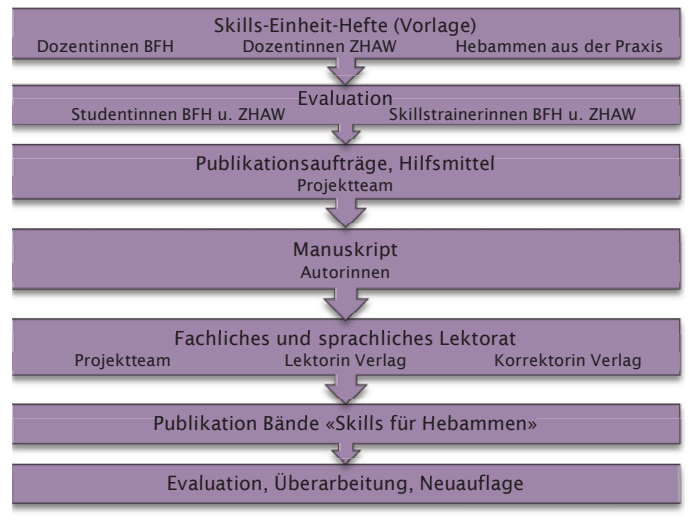 Skills-Einheit-Hefte (Vorlage)
Dozentinnen BFH Dozentinnen ZHAW Hebammen aus der Praxis
Evaluation
Studentinnen BFH u. ZHAW Skillstrainerinnen BFH u. ZHAW
Publikationsaufträge, Hilfsmittel
Projektteam
Manuskript
Autorinnen
Fachliches und sprachliches Lektorat
Projektteam Lektorin Verlag Korrektorin Verlag
Publikation Bände «Skills für Hebammen»
Evaluation, Überarbeitung, Neuauflage